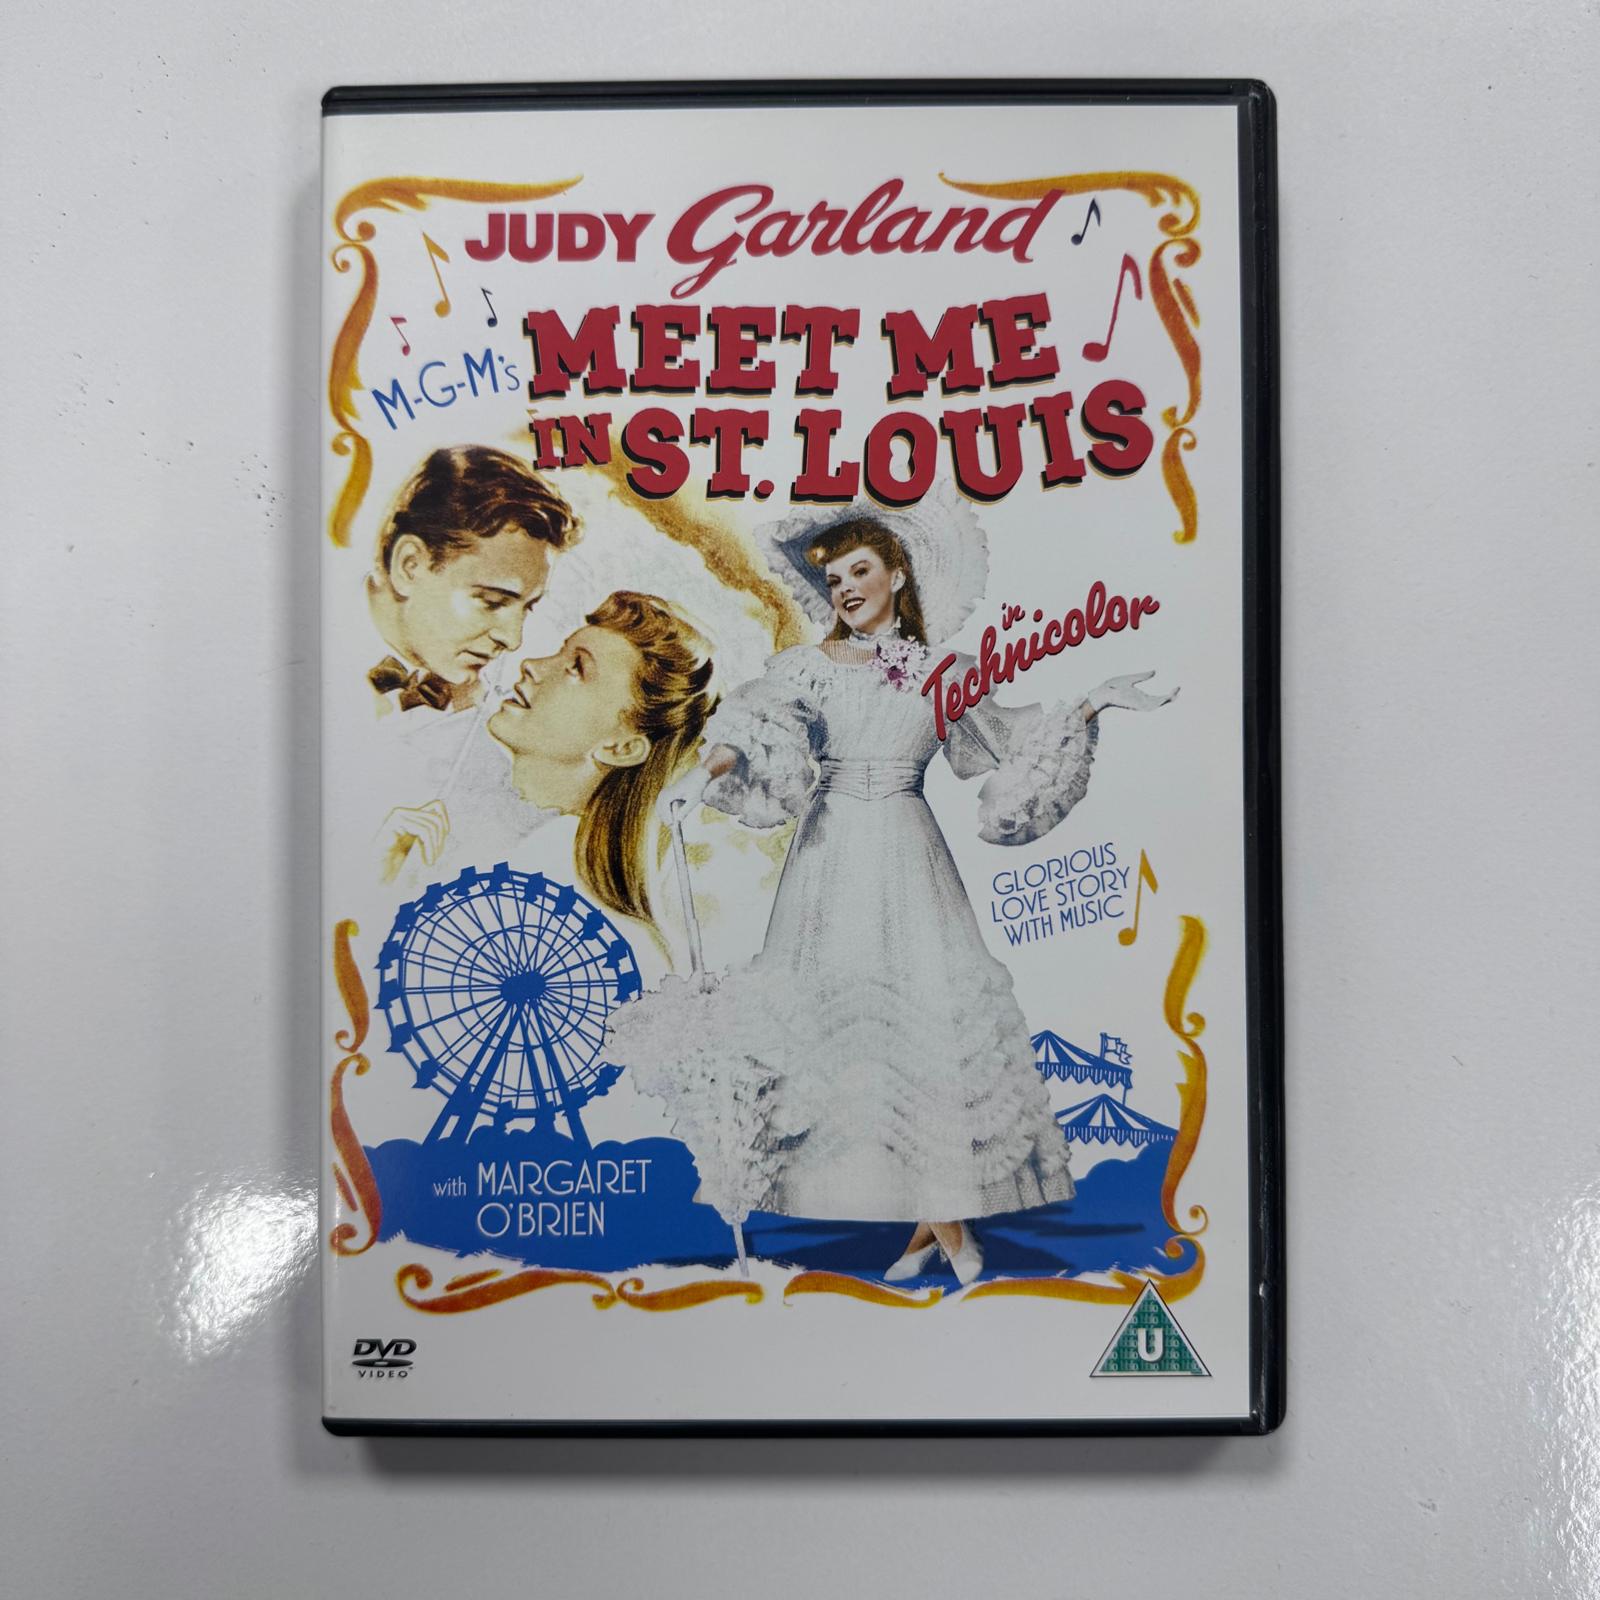 JUDY Garland
M-G-M's
MEET ME
IN ST. LOUIS
in
Technicolor
GLORIOUS
LOVE STORY
WITH MUSIC
with MARGARET
O'BRIEN
DVD
VIDEO
U